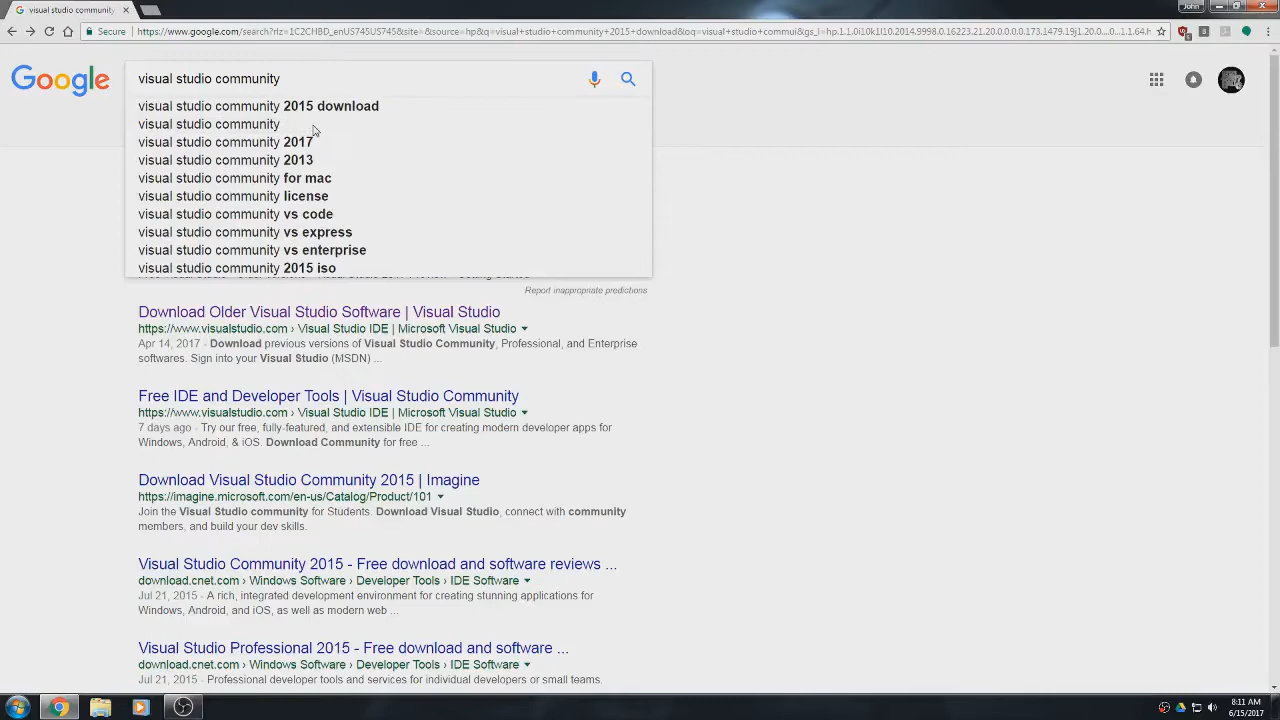 visual studio community
John
Secure
https://www.google.com/search?rlz=1C2CHBD_enUS745US745&site=&source=hp&q=visual+studio+community+2015+download&oq=visual+studio+commui&gs_l=hp.1.1.0i10k1l10.2014.9998.0.16223.21.20.0.0.0.0.173.1479.19j1.20.0....0...1.1.64.h
Google
visual studio community
visual studio community 2015 download
visual studio community
visual studio community 2017
visual studio community 2013
visual studio community for mac
visual studio community license
visual studio community vs code
visual studio community vs express
visual studio community vs enterprise
visual studio community 2015 iso
Report inappropriate predictions
Download Older Visual Studio Software | Visual Studio
https://www.visualstudio.com › Visual Studio IDE | Microsoft Visual Studio
Apr 14, 2017 - Download previous versions of Visual Studio Community, Professional, and Enterprise
softwares. Sign into your Visual Studio (MSDN) ...
Free IDE and Developer Tools | Visual Studio Community
https://www.visualstudio.com › Visual Studio IDE | Microsoft Visual Studio
7 days ago - Try our free, fully-featured, and extensible IDE for creating modern developer apps for
Windows, Android, & iOS. Download Community for free ...
Download Visual Studio Community 2015 | Imagine
https://imagine.microsoft.com/en-us/Catalog/Product/101
Join the Visual Studio community for Students. Download Visual Studio, connect with community
members, and build your dev skills.
Visual Studio Community 2015 - Free download and software reviews ...
download.cnet.com › Windows Software › Developer Tools › IDE Software
Jul 21, 2015 - A rich, integrated development environment for creating stunning applications for
Windows, Android, and iOS, as well as modern web ...
Visual Studio Professional 2015 - Free download and software ...
download.cnet.com › Windows Software › Developer Tools › IDE Software
Jul 21, 2015 - Professional developer tools and services for individual developers or small teams.
8:11 AM
6/15/2017